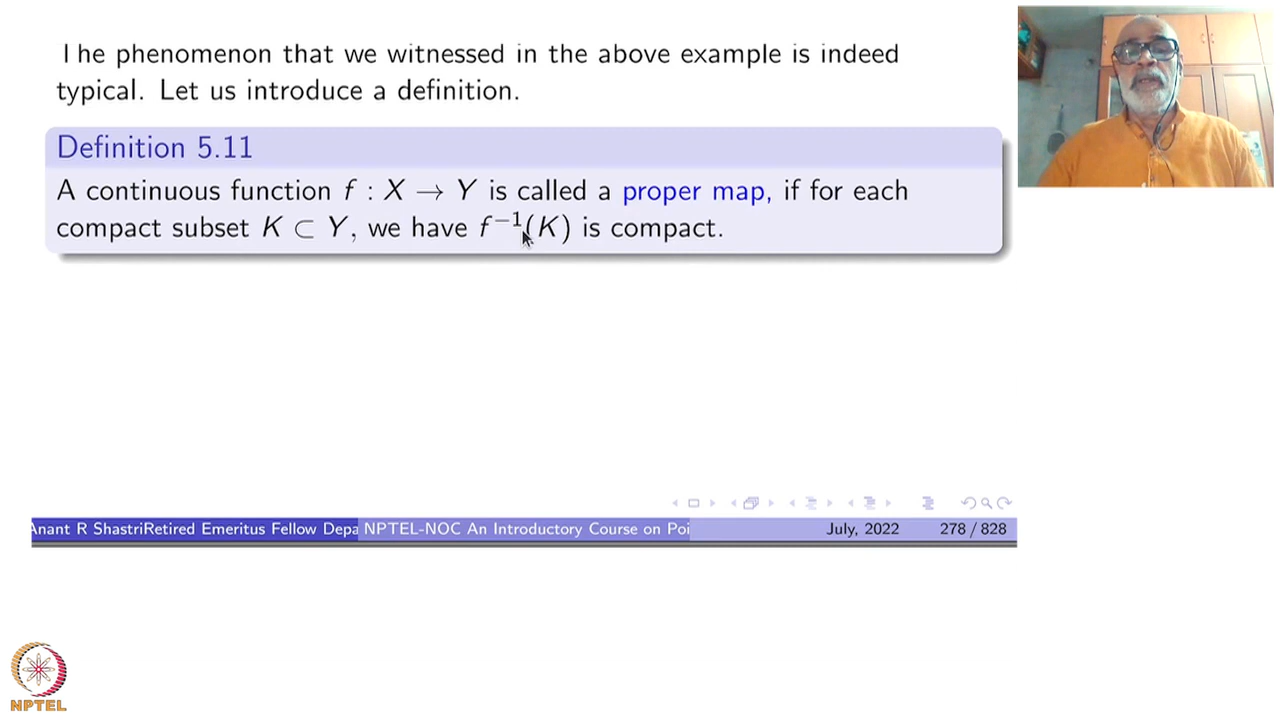 The phenomenon that we witnessed in the above example is indeed
typical. Let us introduce a definition.
Definition 5.11
A continuous function f : X → Y is called a proper map, if for each
compact subset K ⊂ Y, we have f⁻¹(K) is compact.
Anant R ShastriRetired Emeritus Fellow Depa NPTEL-NOC An Introductory Course on Poi July, 2022 278 / 828
NPTEL